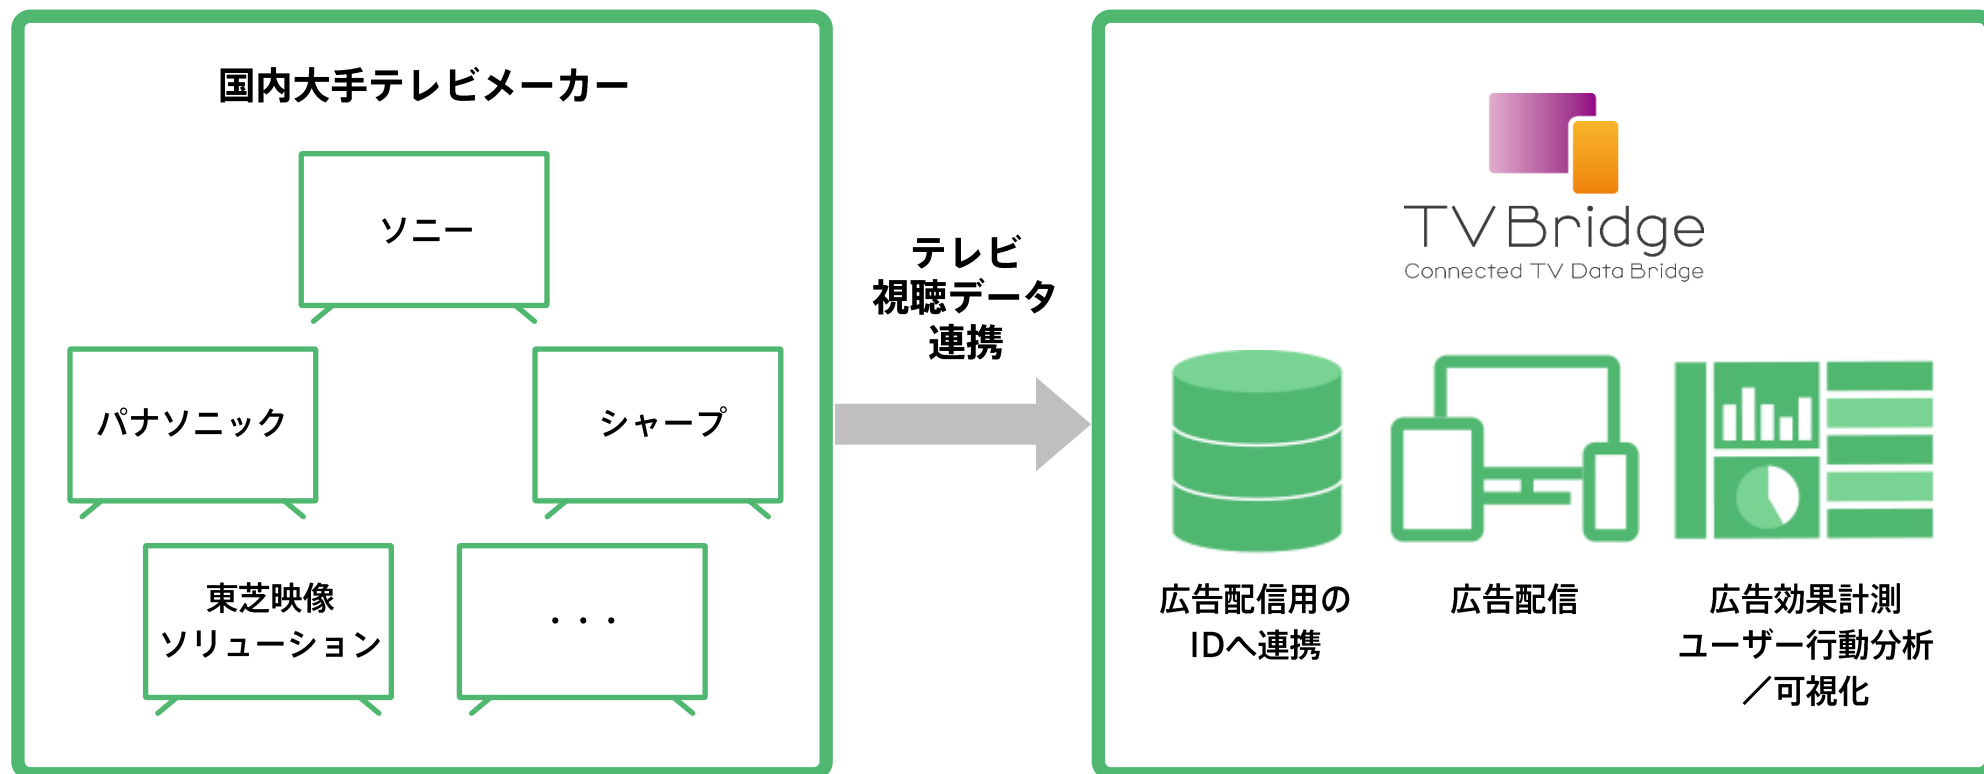 国内大手テレビメーカー
ソニー
パナソニック
シャープ
東芝映像
ソリューション
・・・
テレビ
視聴データ
連携
TVBridge
Connected TV Data Bridge
広告配信用の
IDへ連携
広告配信
広告効果計測
ユーザー行動分析
／可視化